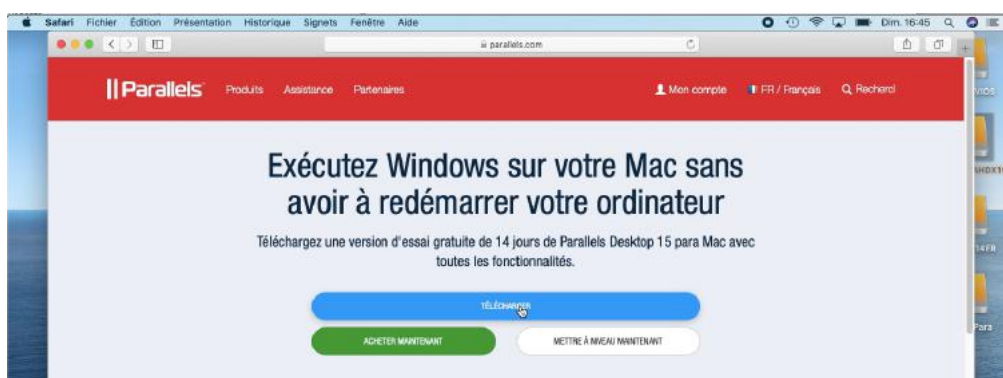 Safari Fichier Édition Présentation Historique Signets Fenêtre Aide Dim. 16:45
parallels.com
Parallels Produits Assistance Partenaires Mon compte FR / Français Recherci
Exécutez Windows sur votre Mac sans
avoir à redémarrer votre ordinateur
Téléchargez une version d'essai gratuite de 14 jours de Parallels Desktop 15 para Mac avec
toutes les fonctionnalités.
TÉLÉCHARGER
ACHETER MAINTENANT METTRE À NIVEAU MAINTENANT
Para